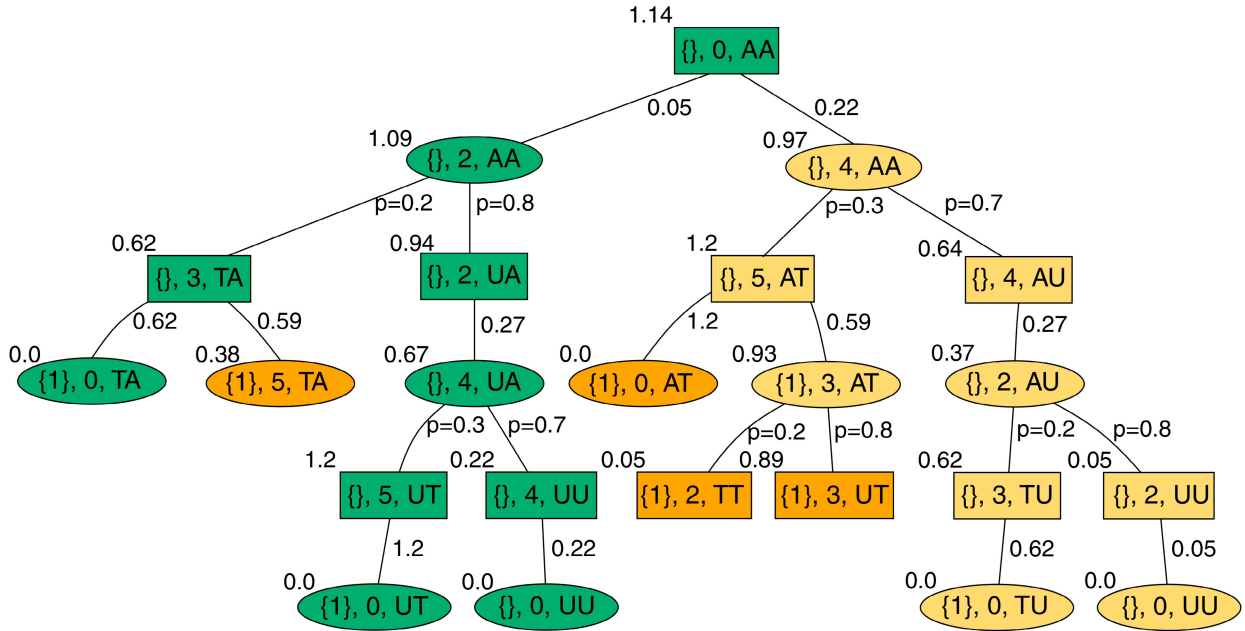 1.14
{}, 0, AA
0.05
0.22
1.09
{}, 2, AA
0.97
{}, 4, AA
p=0.2
p=0.8
p=0.3
p=0.7
0.62
{}, 3, TA
0.94
{}, 2, UA
1.2
{}, 5, AT
0.64
{}, 4, AU
0.62
0.59
0.27
1.2
0.59
0.27
0.0
{1}, 0, TA
0.38
{1}, 5, TA
0.67
{}, 4, UA
0.0
{1}, 0, AT
0.93
{1}, 3, AT
0.37
{}, 2, AU
p=0.3
p=0.7
p=0.2
p=0.8
p=0.2
p=0.8
1.2
{}, 5, UT
0.22
{}, 4, UU
0.05
{1}, 2, TT
0.89
{1}, 3, UT
0.62
{}, 3, TU
0.05
{}, 2, UU
1.2
0.22
0.62
0.05
0.0
{1}, 0, UT
0.0
{}, 0, UU
0.0
{1}, 0, TU
0.0
{}, 0, UU